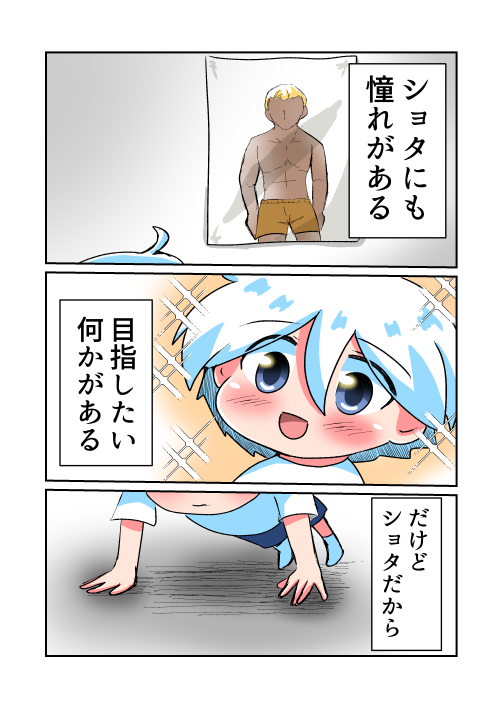 ショタにも
憧れがある
目指したい
何かがある
だけど
ショタだから